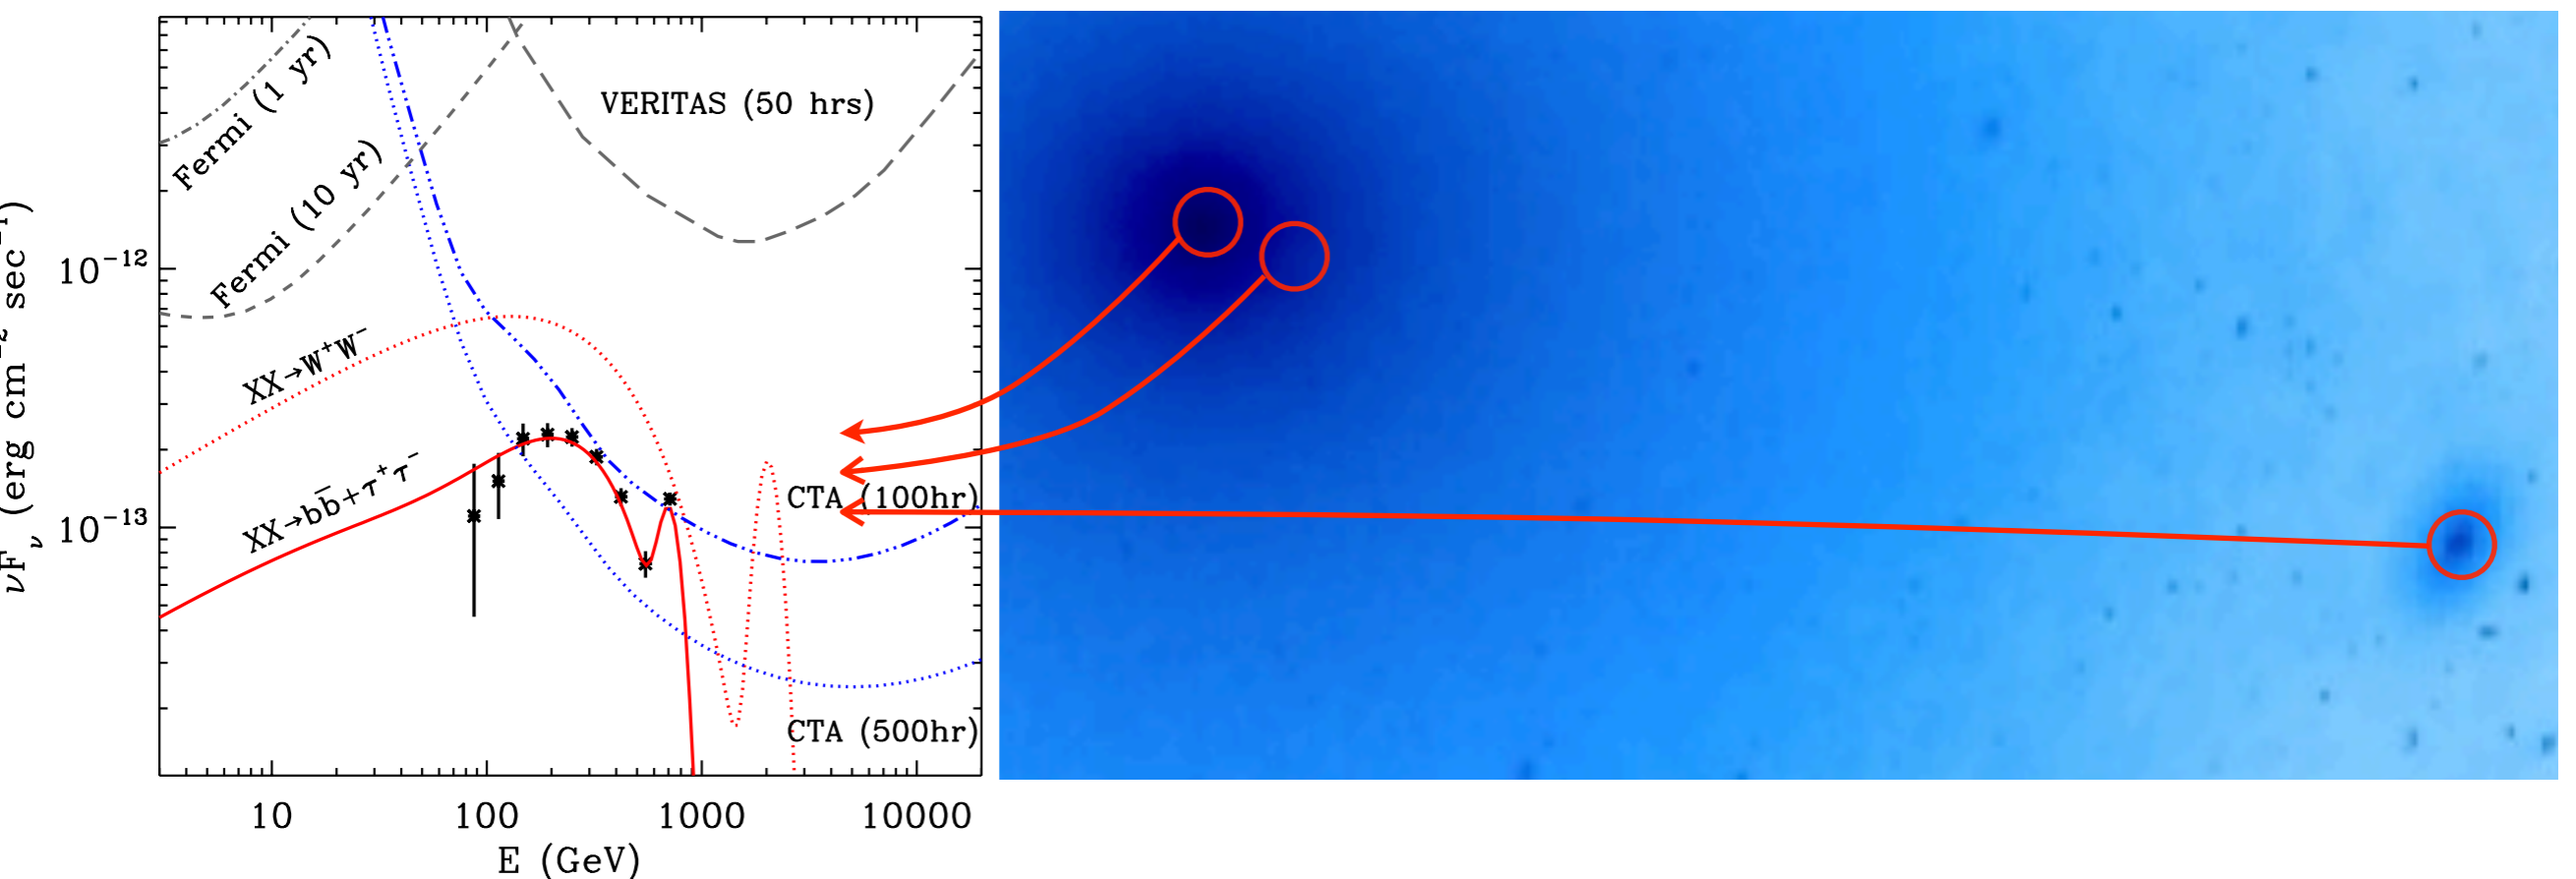 Fermi (1 yr)
Fermi (10 yr)
VERITAS (50 hrs)
10⁻¹²
XX→W⁺W⁻
XX→bb̄+τ⁺τ⁻
CTA (100hr)
10⁻¹³
CTA (500hr)
νFν (erg cm⁻² sec⁻¹)
10 100 1000 10000
E (GeV)